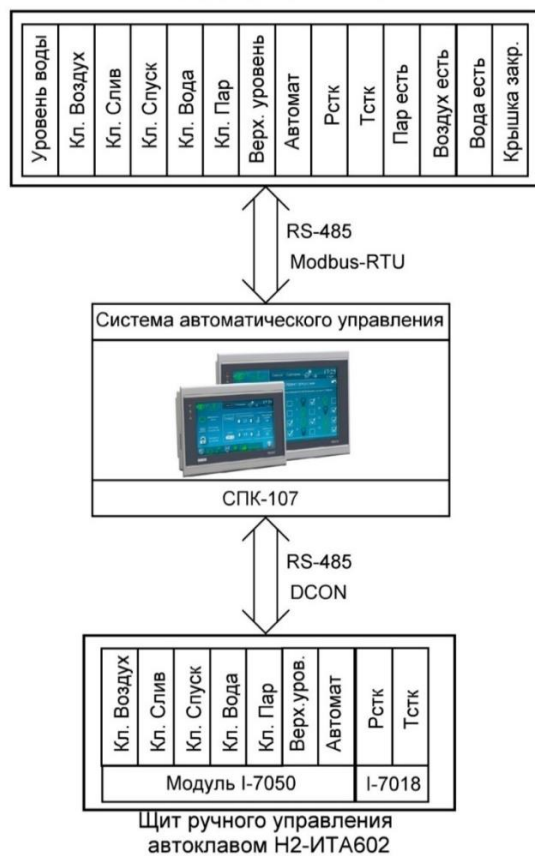 Уровень воды
Кл. Воздух
Кл. Слив
Кл. Спуск
Кл. Вода
Кл. Пар
Верх. уровень
Автомат
Рстк
Тстк
Пар есть
Воздух есть
Вода есть
Крышка закр.
RS-485
Modbus-RTU
Система автоматического управления
СПК-107
RS-485
DCON
Кл. Воздух
Кл. Слив
Кл. Спуск
Кл. Вода
Кл. Пар
Верх.уров.
Автомат
Рстк
Тстк
Модуль I-7050
I-7018
Щит ручного управления
автоклавом Н2-ИТА602